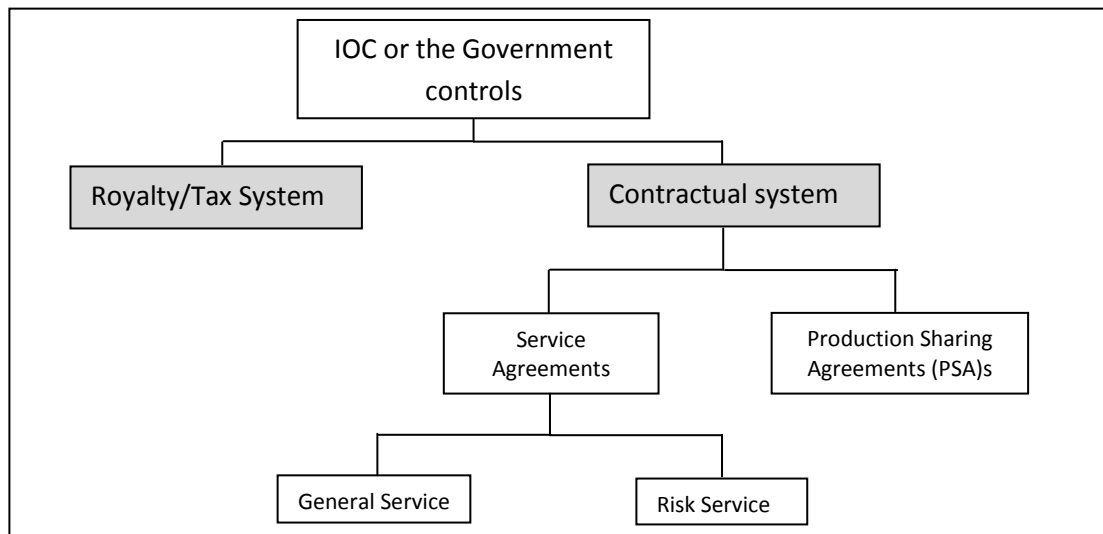 IOC or the Government
controls
Royalty/Tax System
Contractual system
Service
Agreements
Production Sharing
Agreements (PSA)s
General Service
Risk Service